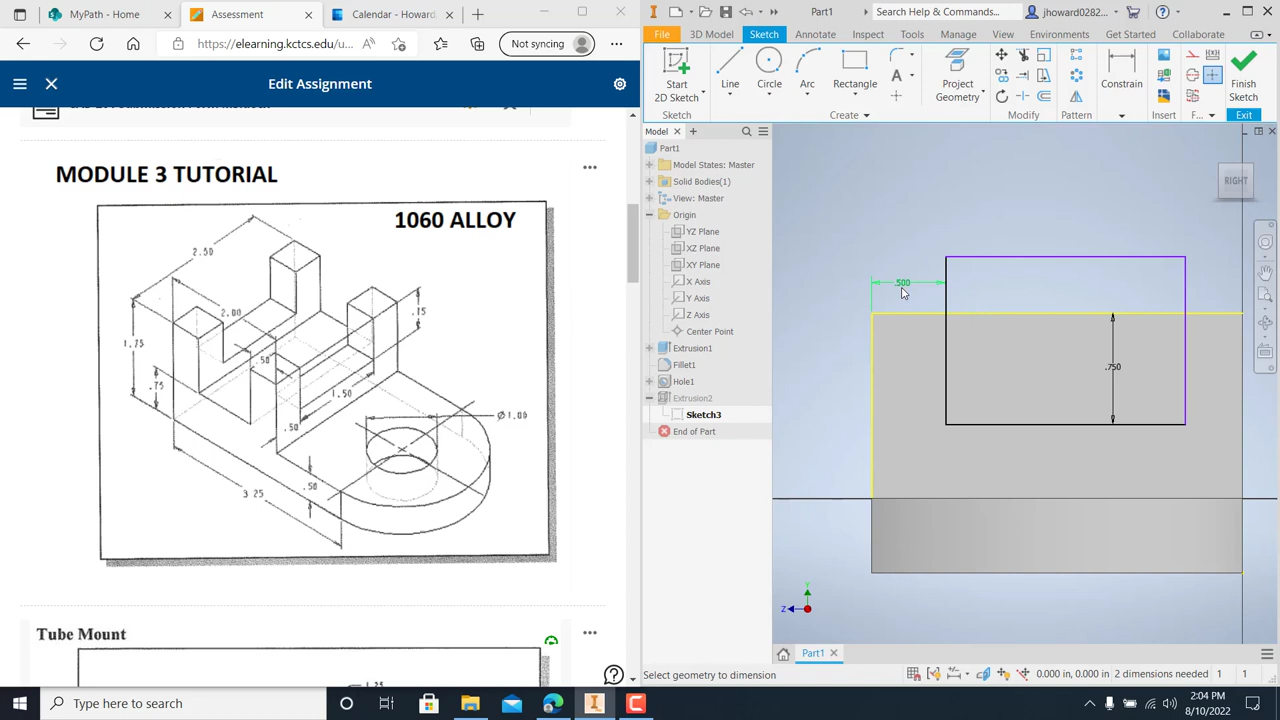 MyPath - Home
Assessment
Calendar - Howard,
https://elearning.kctcs.edu/u...
Not syncing
Edit Assignment
MODULE 3 TUTORIAL
1060 ALLOY
2.50
2.00
1.75
.75
.50
.50
1.50
Ø1.00
.50
3.25
Tube Mount
Part1
Search Help & Commands...
jhoward0282...
File
3D Model
Sketch
Annotate
Inspect
Tools
Manage
View
Environments
Get Started
Collaborate
Start
2D Sketch
Line
Circle
Arc
Rectangle
Project
Geometry
Constrain
Finish
Sketch
Sketch
Create
Modify
Pattern
Insert
F...
Exit
Model
Part1
Model States: Master
Solid Bodies(1)
View: Master
Origin
YZ Plane
XZ Plane
XY Plane
X Axis
Y Axis
Z Axis
Center Point
Extrusion1
Fillet1
Hole1
Extrusion2
Sketch3
End of Part
RIGHT
.500
.750
Y
Z
Part1
Select geometry to dimension
0.000 in, 0.000 in
2 dimensions needed
1
1
Type here to search
2:04 PM
8/10/2022